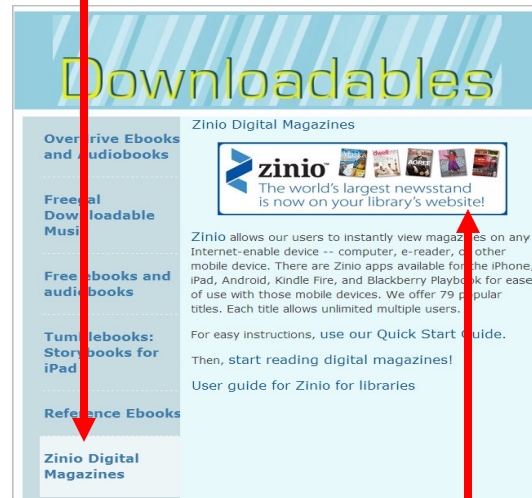 Downloadables
Overdrive Ebooks
and Audiobooks
Freegal
Downloadable
Music
Free ebooks and
audiobooks
Tumblebooks:
Storybooks for
iPad
Reference Ebooks
Zinio Digital
Magazines
Zinio Digital Magazines
zinio™
The world's largest newsstand
is now on your library's website!
Zinio allows our users to instantly view magazines on any
Internet-enable device -- computer, e-reader, or other
mobile device. There are Zinio apps available for the iPhone,
iPad, Android, Kindle Fire, and Blackberry Playbook for ease
of use with those mobile devices. We offer 79 popular
titles. Each title allows unlimited multiple users.
For easy instructions, use our Quick Start Guide.
Then, start reading digital magazines!
User guide for Zinio for libraries